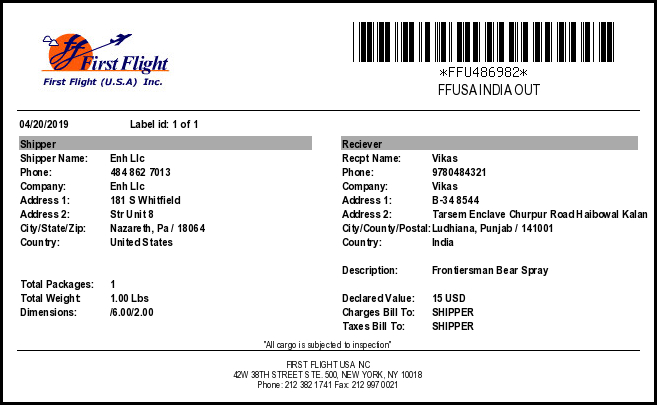 First Flight
First Flight (U.S.A) Inc.
*FFU486982*
FFUSA INDIA OUT
04/20/2019 Label id: 1 of 1
Shipper
Shipper Name: Enh Llc
Phone: 484 862 7013
Company: Enh Llc
Address 1: 181 S Whitfield
Address 2: Str Unit 8
City/State/Zip: Nazareth, Pa / 18064
Country: United States
Total Packages: 1
Total Weight: 1.00 Lbs
Dimensions: /6.00/2.00
Reciever
Recpt Name: Vikas
Phone: 9780484321
Company: Vikas
Address 1: B-34 8544
Address 2: Tarsem Enclave Churpur Road Haibowal Kalan
City/County/Postal: Ludhiana, Punjab / 141001
Country: India
Description: Frontiersman Bear Spray
Declared Value: 15 USD
Charges Bill To: SHIPPER
Taxes Bill To: SHIPPER
"All cargo is subjected to inspection"
FIRST FLIGHT USA INC
42W 38TH STREET STE. 500, NEW YORK, NY 10018
Phone: 212 382 1741 Fax: 212 997 0021